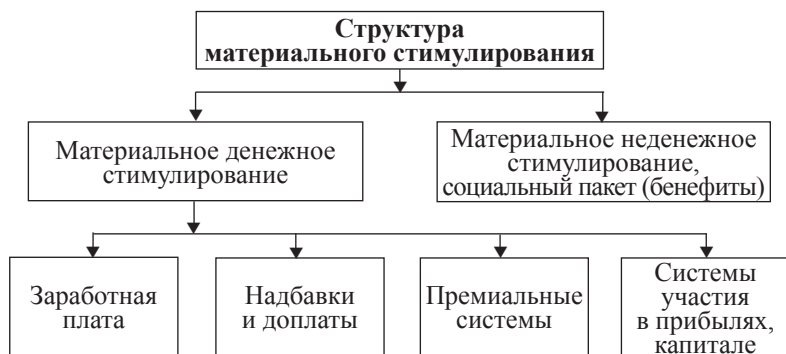 Структура
материального стимулирования
Материальное денежное
стимулирование
Материальное неденежное
стимулирование,
социальный пакет (бенефиты)
Заработная
плата
Надбавки
и доплаты
Премиальные
системы
Системы
участия
в прибылях,
капитале